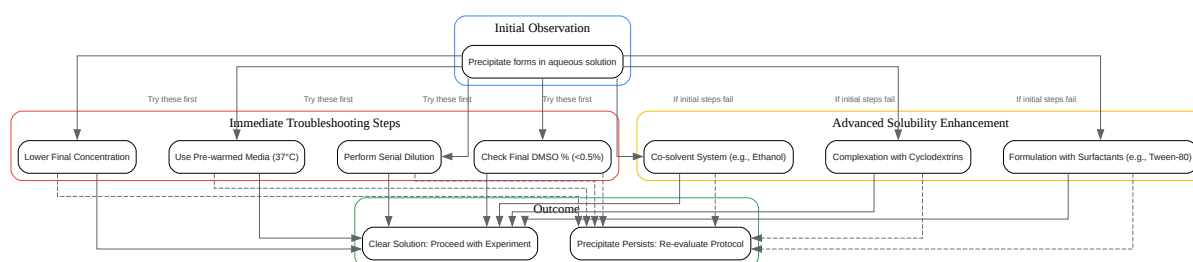 Initial Observation
Precipitate forms in aqueous solution
Try these first
Try these first
Try these first
Try these first
If initial steps fail
If initial steps fail
If initial steps fail
Immediate Troubleshooting Steps
Advanced Solubility Enhancement
Lower Final Concentration
Use Pre-warmed Media (37°C)
Perform Serial Dilution
Check Final DMSO % (<0.5%)
Co-solvent System (e.g., Ethanol)
Complexation with Cyclodextrins
Formulation with Surfactants (e.g., Tween-80)
Outcome
Clear Solution: Proceed with Experiment
Precipitate Persists: Re-evaluate Protocol